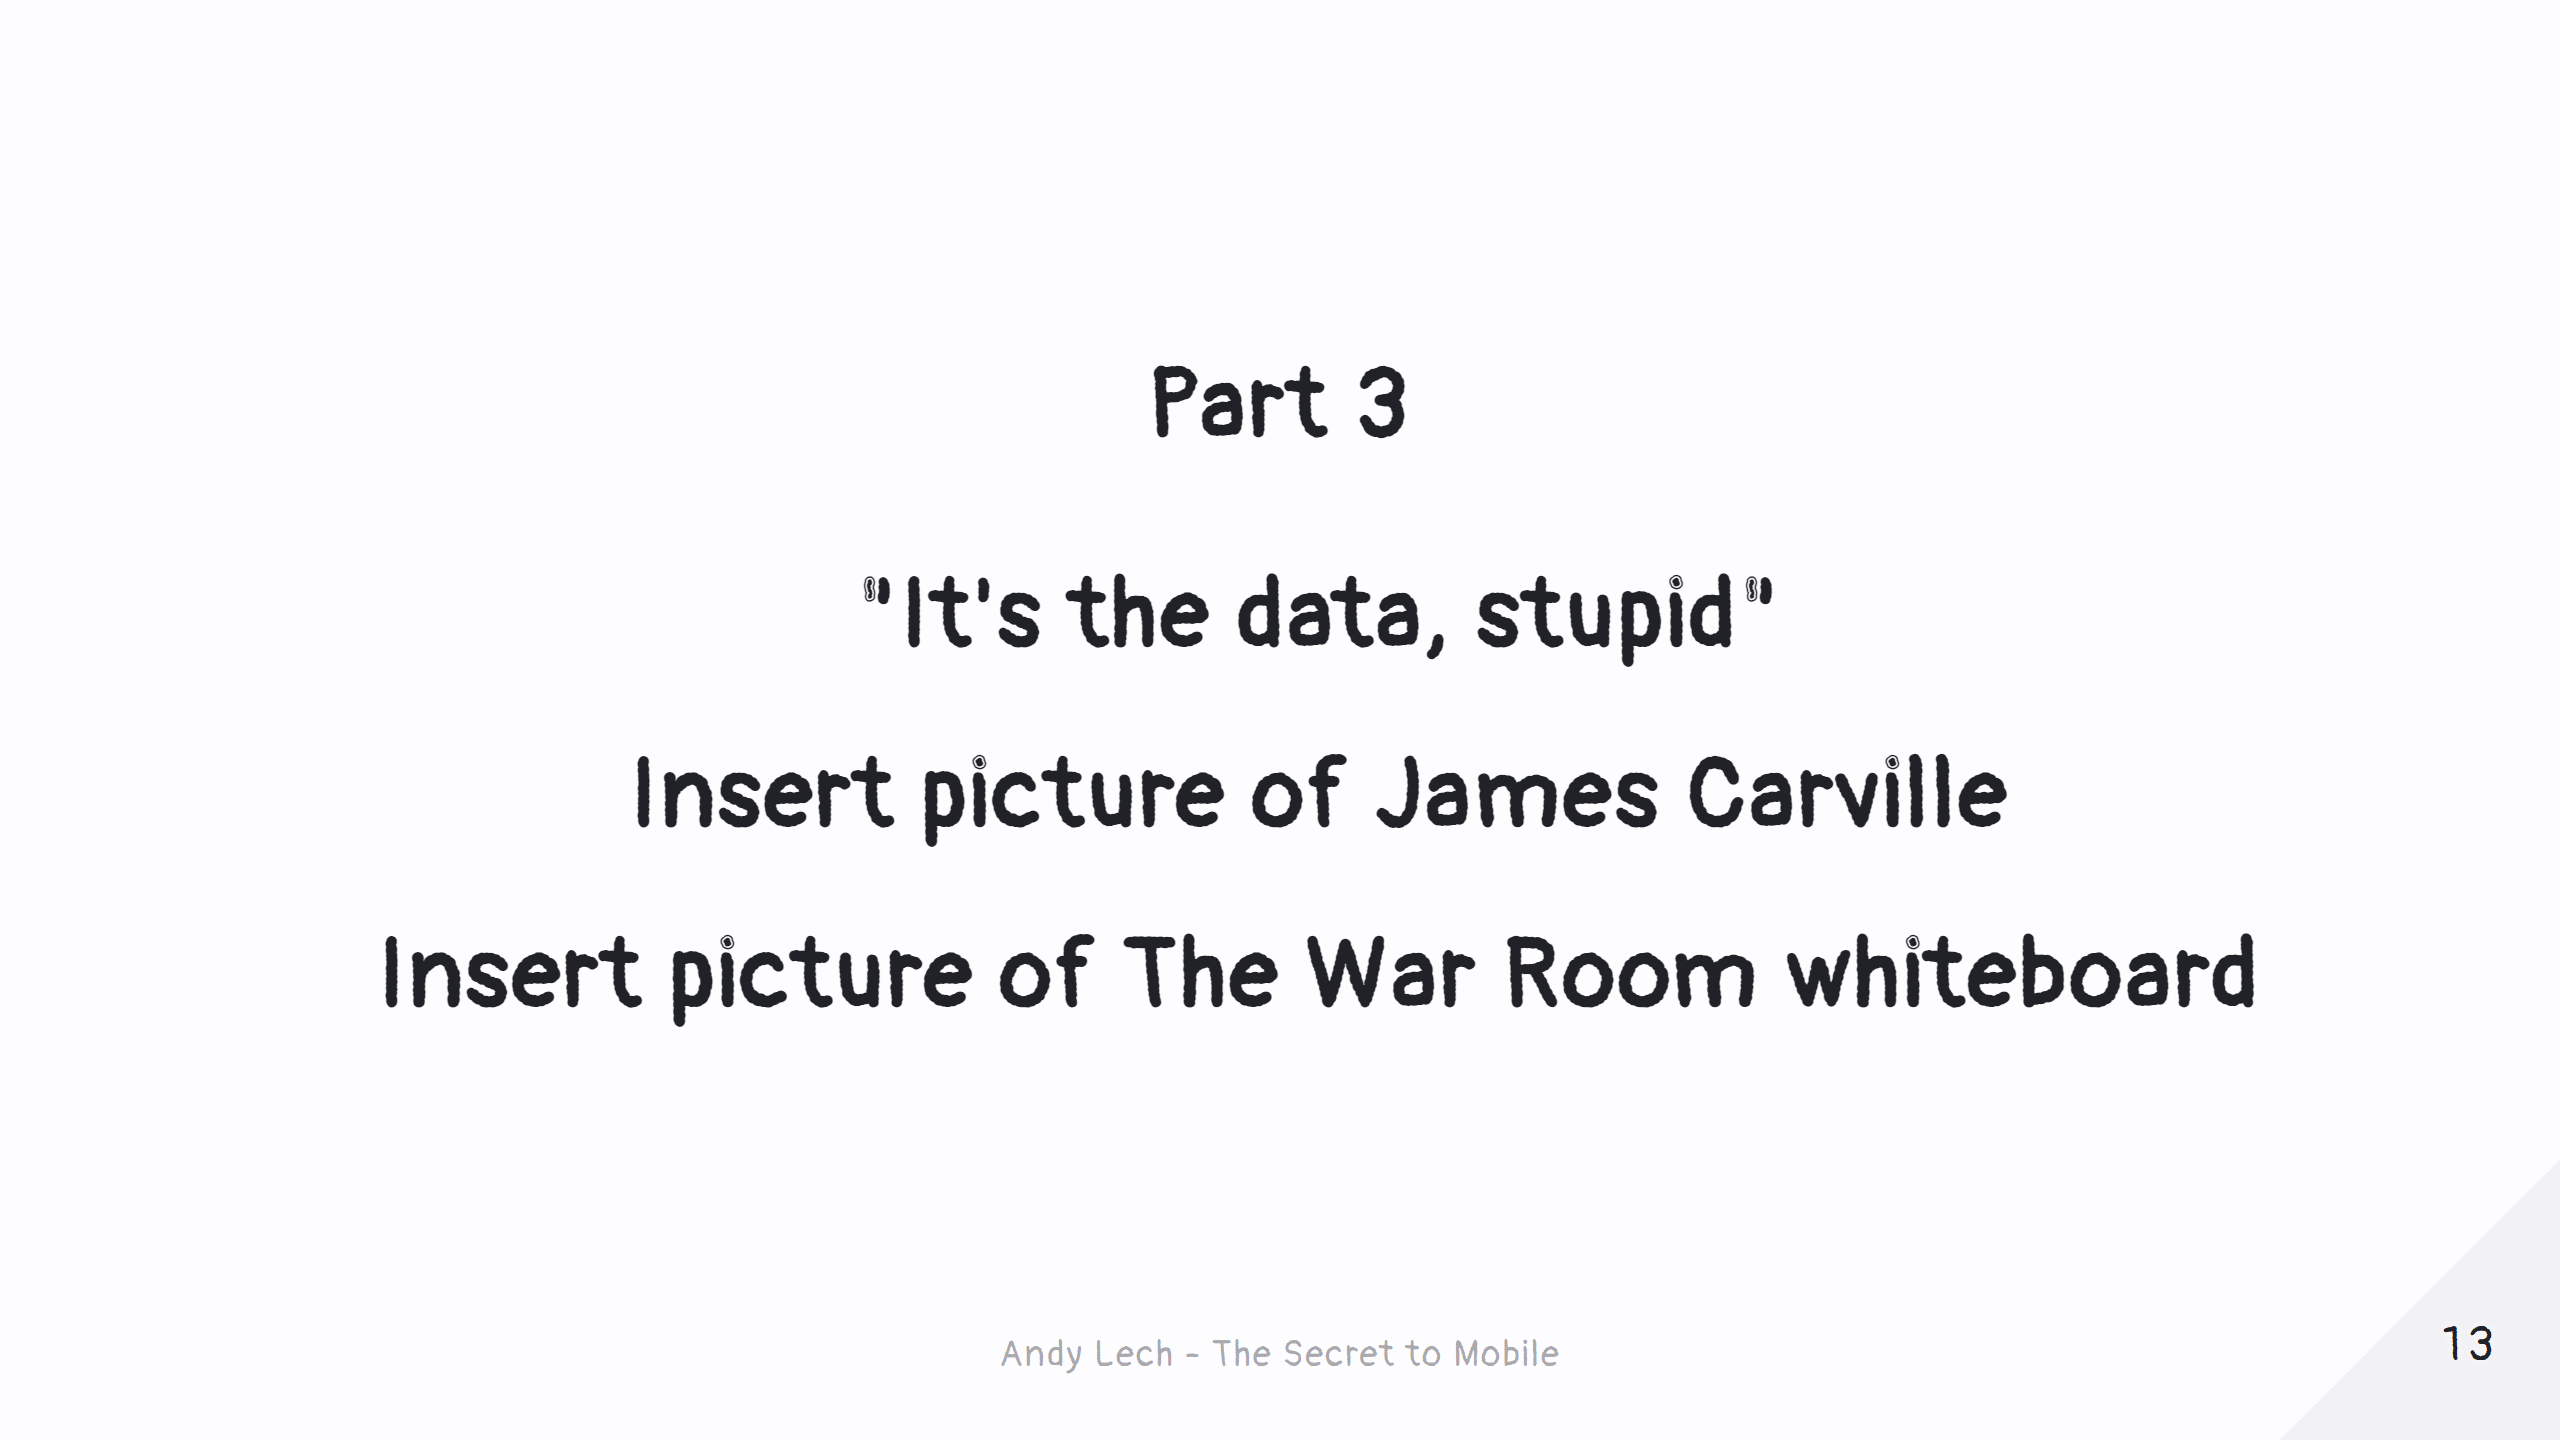 Part 3
"It's the data, stupid"
Insert picture of James Carville
Insert picture of The War Room whiteboard
Andy Lech - The Secret to Mobile
13